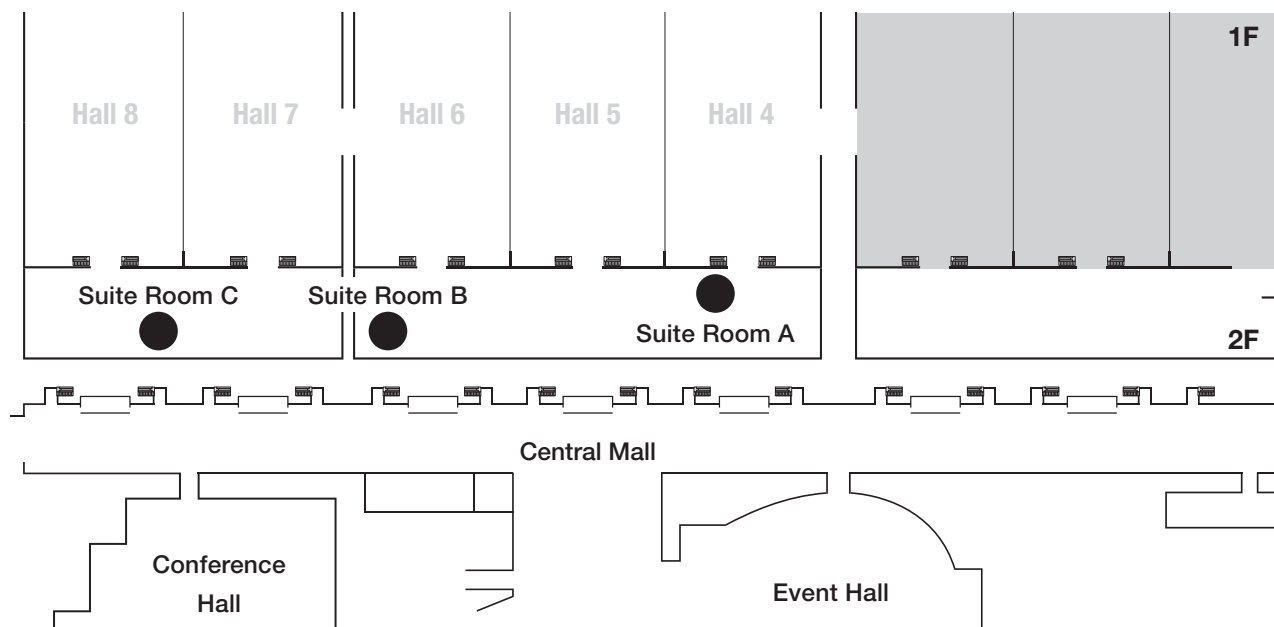 1F
Hall 8
Hall 7
Hall 6
Hall 5
Hall 4
Suite Room C
Suite Room B
Suite Room A
2F
Central Mall
Conference
Hall
Event Hall